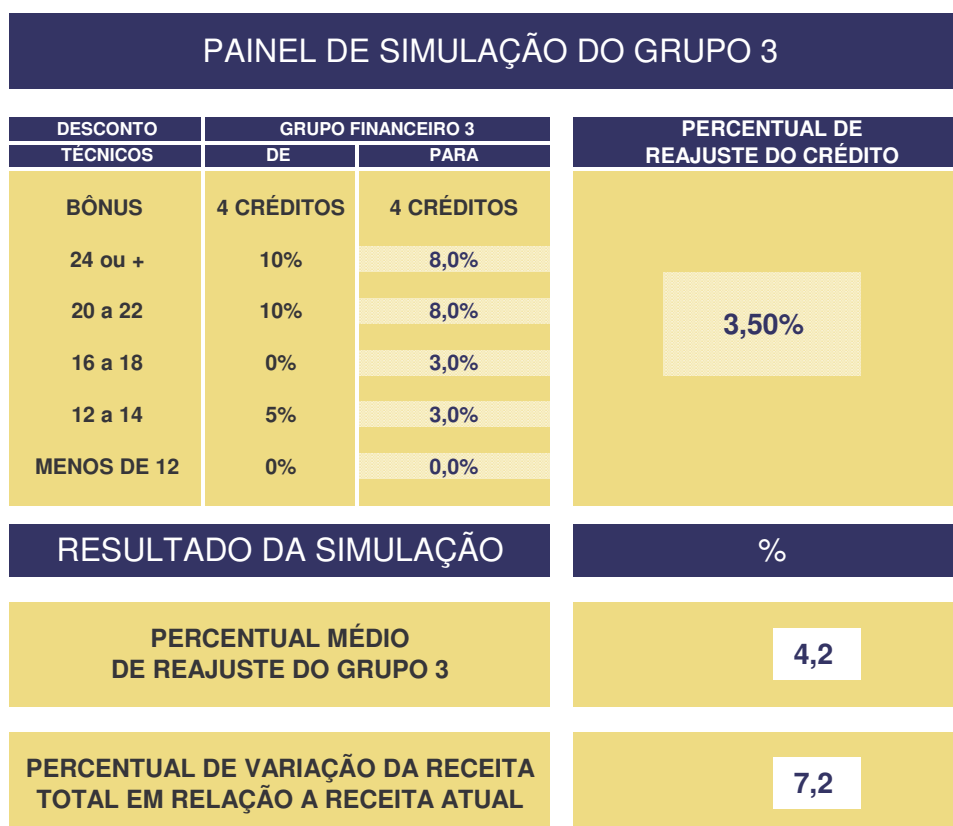 PAINEL DE SIMULAÇÃO DO GRUPO 3
DESCONTO GRUPO FINANCEIRO 3
TÉCNICOS DE PARA
BÔNUS 4 CRÉDITOS 4 CRÉDITOS
24 ou + 10% 8,0%
20 a 22 10% 8,0%
16 a 18 0% 3,0%
12 a 14 5% 3,0%
MENOS DE 12 0% 0,0%
PERCENTUAL DE
REAJUSTE DO CRÉDITO
3,50%
RESULTADO DA SIMULAÇÃO %
PERCENTUAL MÉDIO
DE REAJUSTE DO GRUPO 3
4,2
PERCENTUAL DE VARIAÇÃO DA RECEITA
TOTAL EM RELAÇÃO A RECEITA ATUAL
7,2